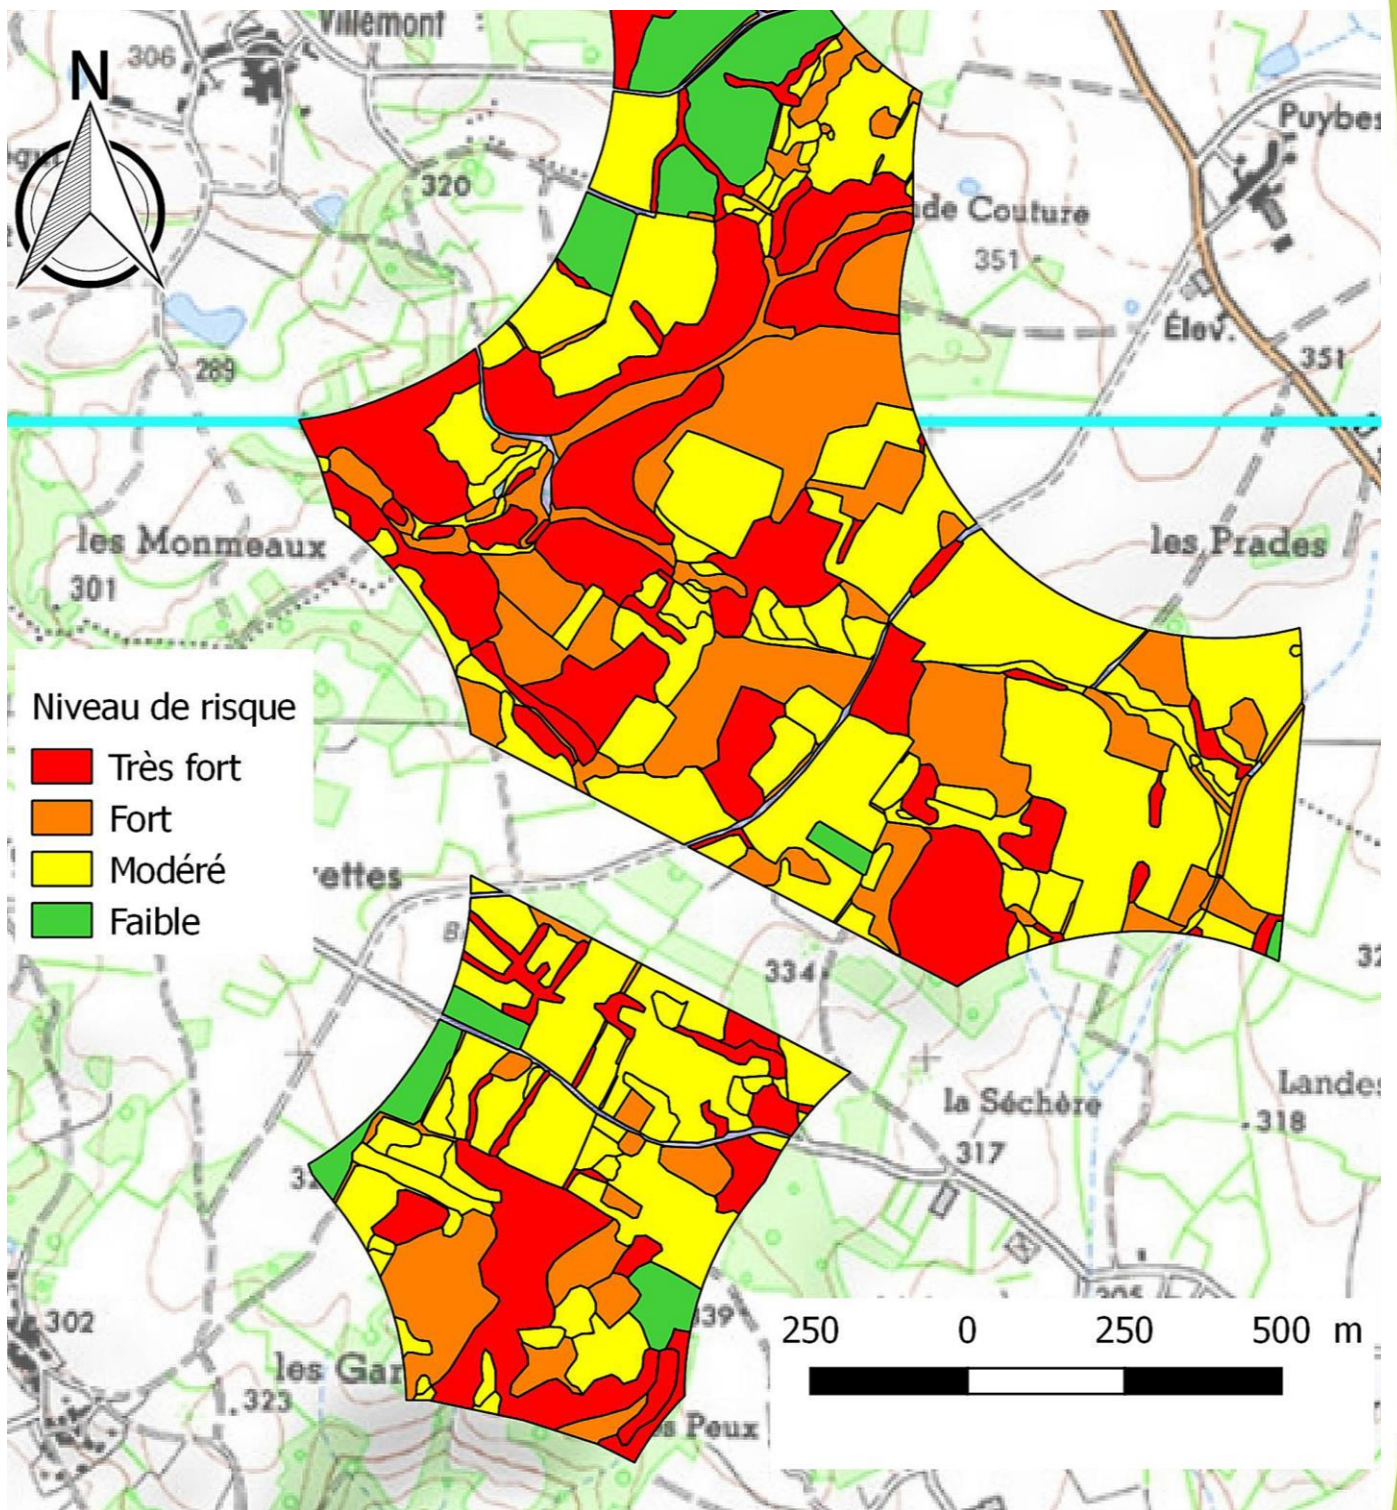 Villemont
306
N
Puybes
320
de Couture
351
Élev.
351
289
les Monmeaux
les Prades
301
Niveau de risque
Très fort
Fort
Modéré
Faible
ettes
334
Landes
la Séchère
318
317
302
les Gar
323
Peux
250 0 250 500 m